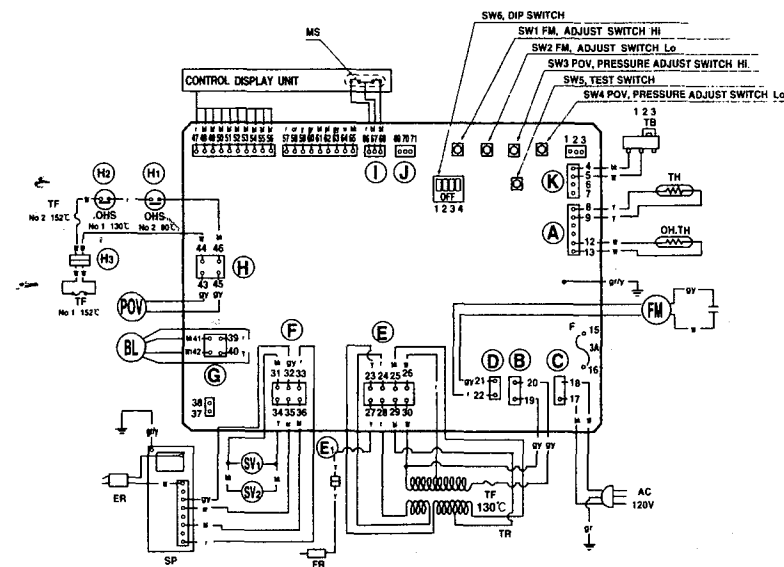 SW6, DIP SWITCH
SW1 FM, ADJUST SWITCH Hi
SW2 FM, ADJUST SWITCH Lo
SW3 POV, PRESSURE ADJUST SWITCH Hi.
SW5, TEST SWITCH
SW4 POV, PRESSURE ADJUST SWITCH Lo
MS
CONTROL DISPLAY UNIT
47 48 49 50 51 52 53 54 55 56
57 58 59 60 61 62 63 64 65
66 67 68
69 70 71
I
J
1 2 3
TB
1 2 3
4
5
6
7
K
OFF
1 2 3 4
TH
8
9
A
OH.TH
12
13
H2
H1
TF
No 2 152℃
OHS
No 1 130℃
OHS
No 2 90℃
H3
TF
No 1 152℃
44 46
H
43 45
gy gy
POV
BL
41
42
39
40
G
38
37
F
gy
31 32 33
34 35 36
E
23 24 25 26
27 28 29 30
D
21
22
gy
B
20
19
C
18
17
gr/y
FM
gy
F
15
3A
16
E1
SV1
SV2
gr/y
ER
gy
SP
ER
TF
130℃
TR
gy
gy
AC
120V
gr